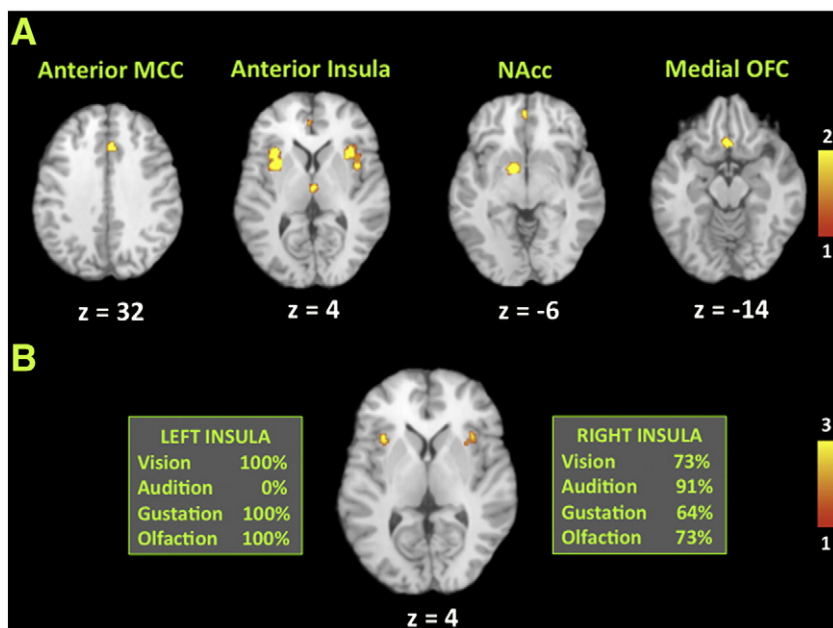 A
Anterior MCC
Anterior Insula
NAcc
Medial OFC
2
1
z = 32
z = 4
z = -6
z = -14
B
LEFT INSULA
Vision 100%
Audition 0%
Gustation 100%
Olfaction 100%
RIGHT INSULA
Vision 73%
Audition 91%
Gustation 64%
Olfaction 73%
3
1
z = 4